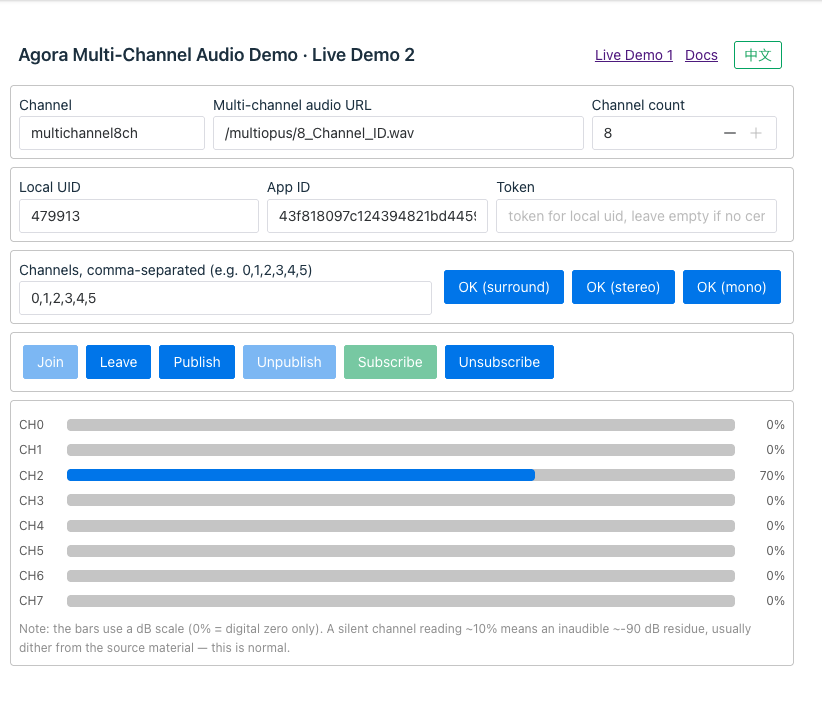 Agora Multi-Channel Audio Demo · Live Demo 2
Live Demo 1 Docs 中文
Channel Multi-channel audio URL Channel count
multichannel8ch /multiopus/8_Channel_ID.wav 8 — +
Local UID App ID Token
479913 43f818097c124394821bd4459 token for local uid, leave empty if no cer
Channels, comma-separated (e.g. 0,1,2,3,4,5)
0,1,2,3,4,5 OK (surround) OK (stereo) OK (mono)
Join Leave Publish Unpublish Subscribe Unsubscribe
CH0 0%
CH1 0%
CH2 70%
CH3 0%
CH4 0%
CH5 0%
CH6 0%
CH7 0%
Note: the bars use a dB scale (0% = digital zero only). A silent channel reading ~10% means an inaudible ~-90 dB residue, usually
dither from the source material — this is normal.